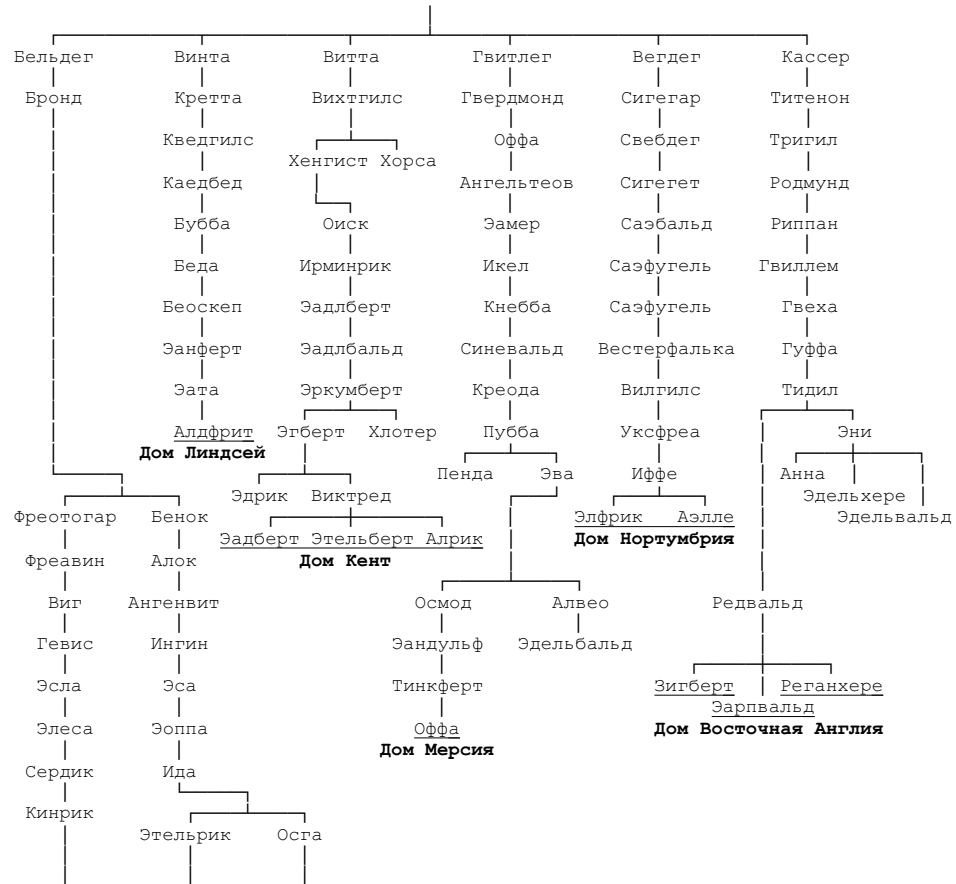 Бельдег Винта Витта Гвитлег Вегдег Кассер
Бронд Кретта Вихтгилс Гвердмонд Сигегар Титенон
Кведгилс Оффа Свебдег Тригил
Хенгист Хорса
Каедбед Ангельтеов Сигегет Родмунд
Бубба Оиск Эамер Саэбальд Риппан
Беда Ирминрик Икел Саэфугель Гвиллем
Беоскеп Эадлберт Кнебба Саэфугель Гвеха
Эанферт Эадлбальд Синевальд Вестерфалька Гуффа
Эата Эркумберт Креода Вилгилс Тидил
Алдфрит Эгберт Хлотер Пубба Уксфреа Эни
Дом Линдсей
Пенда Эва Иффе Анна
Эдрик Виктред Эдельхере
Фреотогар Бенок Элфрик Аэлле Эдельвальд
Эадберт Этельберт Алрик Дом Нортумбрия
Фреавин Алок Дом Кент
Виг Ангенвит Осмод Алвео Редвальд
Гевис Ингин Эандульф Эдельбальд
Эсла Эса Тинкферт Зигберт Реганхере
Эарпвальд
Элеса Эоппа Оффа Дом Восточная Англия
Дом Мерсия
Сердик Ида
Кинрик
Этельрик Осга